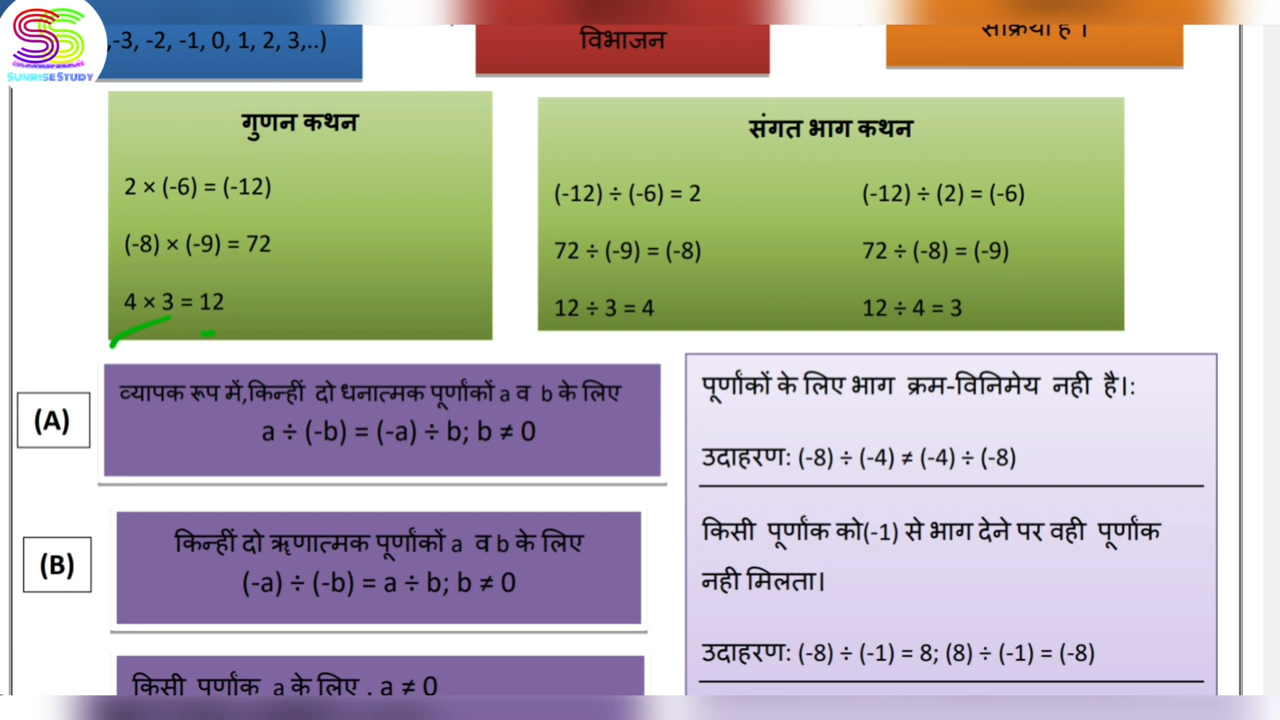 ,-3, -2, -1, 0, 1, 2, 3,..)
विभाजन
SUNRISE STUDY
गुणन कथन
2 × (-6) = (-12)
(-8) × (-9) = 72
4 × 3 = 12
संगत भाग कथन
(-12) ÷ (-6) = 2 (-12) ÷ (2) = (-6)
72 ÷ (-9) = (-8) 72 ÷ (-8) = (-9)
12 ÷ 3 = 4 12 ÷ 4 = 3
(A)
व्यापक रूप में,किन्हीं दो धनात्मक पूर्णांकों a व b के लिए
a ÷ (-b) = (-a) ÷ b; b ≠ 0
(B)
किन्हीं दो ऋणात्मक पूर्णांकों a व b के लिए
(-a) ÷ (-b) = a ÷ b; b ≠ 0
किसी पूर्णांक a के लिए , a ≠ 0
पूर्णांकों के लिए भाग क्रम-विनिमेय नही है।:
उदाहरण: (-8) ÷ (-4) ≠ (-4) ÷ (-8)
किसी पूर्णांक को(-1) से भाग देने पर वही पूर्णांक
नही मिलता।
उदाहरण: (-8) ÷ (-1) = 8; (8) ÷ (-1) = (-8)